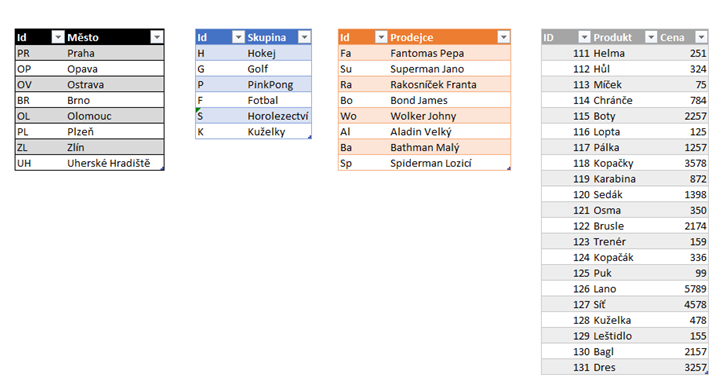 Id Město
PR Praha
OP Opava
OV Ostrava
BR Brno
OL Olomouc
PL Plzeň
ZL Zlín
UH Uherské Hradiště
Id Skupina
H Hokej
G Golf
P PinkPong
F Fotbal
S Horolezectví
K Kuželky
Id Prodejce
Fa Fantomas Pepa
Su Superman Jano
Ra Rakosníček Franta
Bo Bond James
Wo Wolker Johny
Al Aladin Velký
Ba Bathman Malý
Sp Spiderman Lozicí
ID Produkt Cena
111 Helma 251
112 Hůl 324
113 Míček 75
114 Chránče 784
115 Boty 2257
116 Lopta 125
117 Pálka 1257
118 Kopačky 3578
119 Karabina 872
120 Sedák 1398
121 Osma 350
122 Brusle 2174
123 Trenér 159
124 Kopačák 336
125 Puk 99
126 Lano 5789
127 Síť 4578
128 Kuželka 478
129 Leštidlo 155
130 Bagl 2157
131 Dres 3257